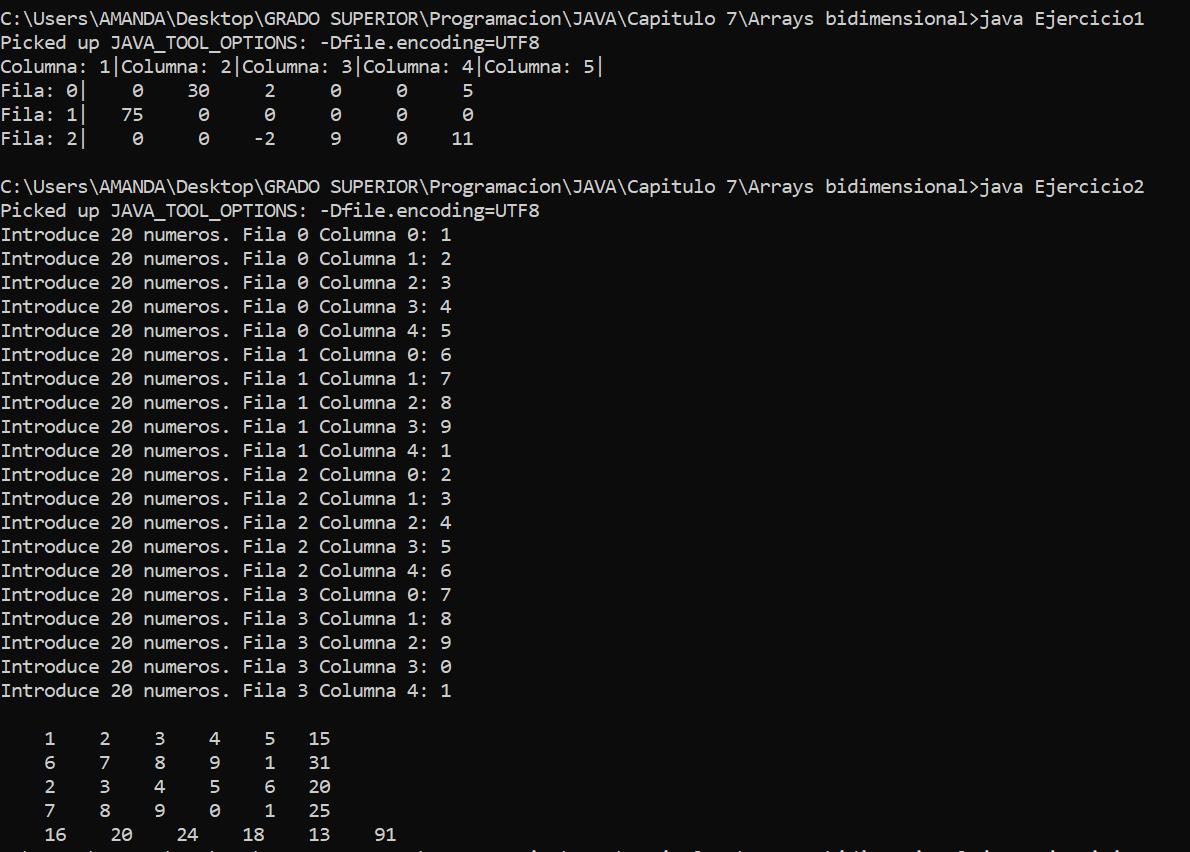 C:\Users\AMANDA\Desktop\GRADO SUPERIOR\Programacion\JAVA\Capitulo 7\Arrays bidimensional>java Ejercicio1
Picked up JAVA_TOOL_OPTIONS: -Dfile.encoding=UTF8
Columna: 1|Columna: 2|Columna: 3|Columna: 4|Columna: 5|
Fila: 0|    0    30     2     0     0     5
Fila: 1|   75     0     0     0     0     0
Fila: 2|    0     0    -2     9     0    11
C:\Users\AMANDA\Desktop\GRADO SUPERIOR\Programacion\JAVA\Capitulo 7\Arrays bidimensional>java Ejercicio2
Picked up JAVA_TOOL_OPTIONS: -Dfile.encoding=UTF8
Introduce 20 numeros. Fila 0 Columna 0: 1
Introduce 20 numeros. Fila 0 Columna 1: 2
Introduce 20 numeros. Fila 0 Columna 2: 3
Introduce 20 numeros. Fila 0 Columna 3: 4
Introduce 20 numeros. Fila 0 Columna 4: 5
Introduce 20 numeros. Fila 1 Columna 0: 6
Introduce 20 numeros. Fila 1 Columna 1: 7
Introduce 20 numeros. Fila 1 Columna 2: 8
Introduce 20 numeros. Fila 1 Columna 3: 9
Introduce 20 numeros. Fila 1 Columna 4: 1
Introduce 20 numeros. Fila 2 Columna 0: 2
Introduce 20 numeros. Fila 2 Columna 1: 3
Introduce 20 numeros. Fila 2 Columna 2: 4
Introduce 20 numeros. Fila 2 Columna 3: 5
Introduce 20 numeros. Fila 2 Columna 4: 6
Introduce 20 numeros. Fila 3 Columna 0: 7
Introduce 20 numeros. Fila 3 Columna 1: 8
Introduce 20 numeros. Fila 3 Columna 2: 9
Introduce 20 numeros. Fila 3 Columna 3: 0
Introduce 20 numeros. Fila 3 Columna 4: 1
    1    2    3    4    5   15
    6    7    8    9    1   31
    2    3    4    5    6   20
    7    8    9    0    1   25
    16    20    24    18    13    91